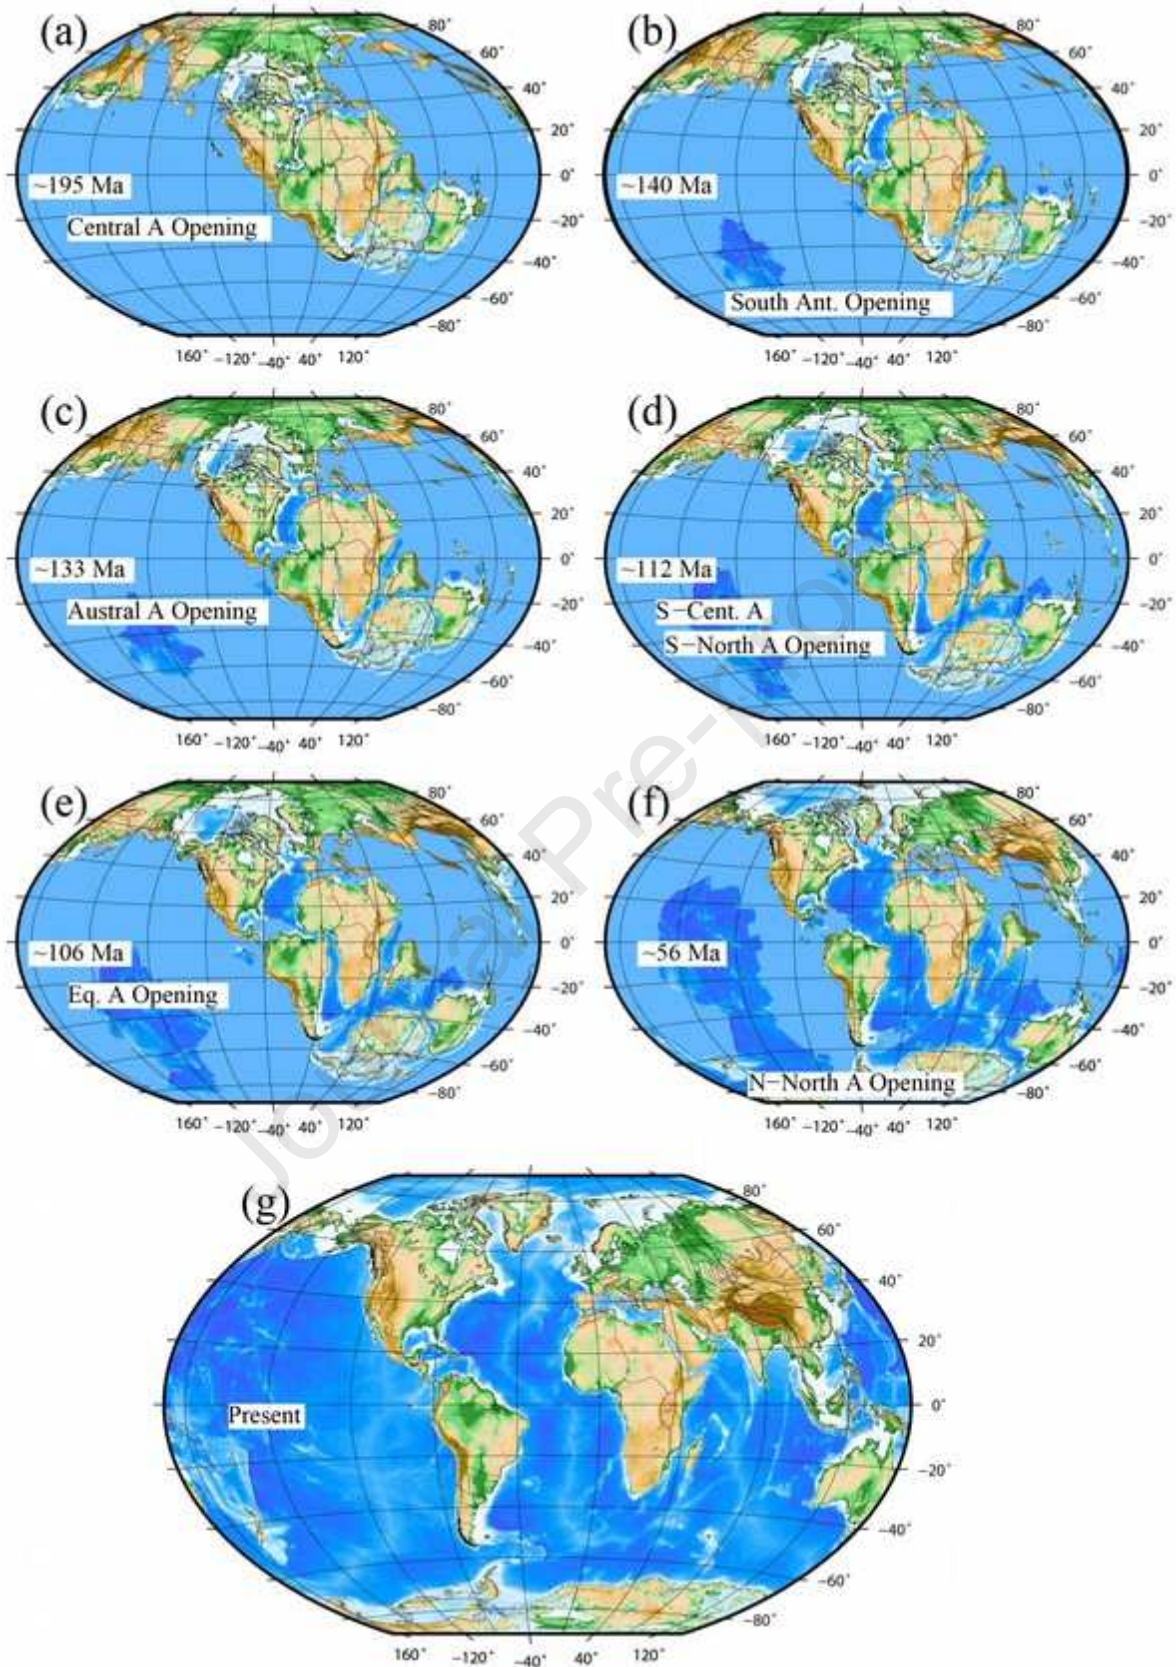 (a)
80°
60°
40°
20°
0°
−20°
−40°
−60°
−80°
~195 Ma
Central A Opening
160° −120° −40° 40° 120°
(b)
80°
60°
40°
20°
0°
−20°
−40°
−60°
−80°
~140 Ma
South Ant. Opening
160° −120° −40° 40° 120°
(c)
80°
60°
40°
20°
0°
−20°
−40°
−60°
−80°
~133 Ma
Austral A Opening
160° −120° −40° 40° 120°
(d)
80°
60°
40°
20°
0°
−20°
−40°
−60°
−80°
~112 Ma
S−Cent. A
S−North A Opening
160° −120° −40° 40° 120°
(e)
80°
60°
40°
20°
0°
−20°
−40°
−60°
−80°
~106 Ma
Eq. A Opening
160° −120° −40° 40° 120°
(f)
80°
60°
40°
20°
0°
−20°
−40°
−60°
−80°
~56 Ma
N−North A Opening
160° −120° −40° 40° 120°
(g)
80°
60°
40°
20°
0°
−20°
−40°
−60°
−80°
Present
160° −120° −40° 40° 120°